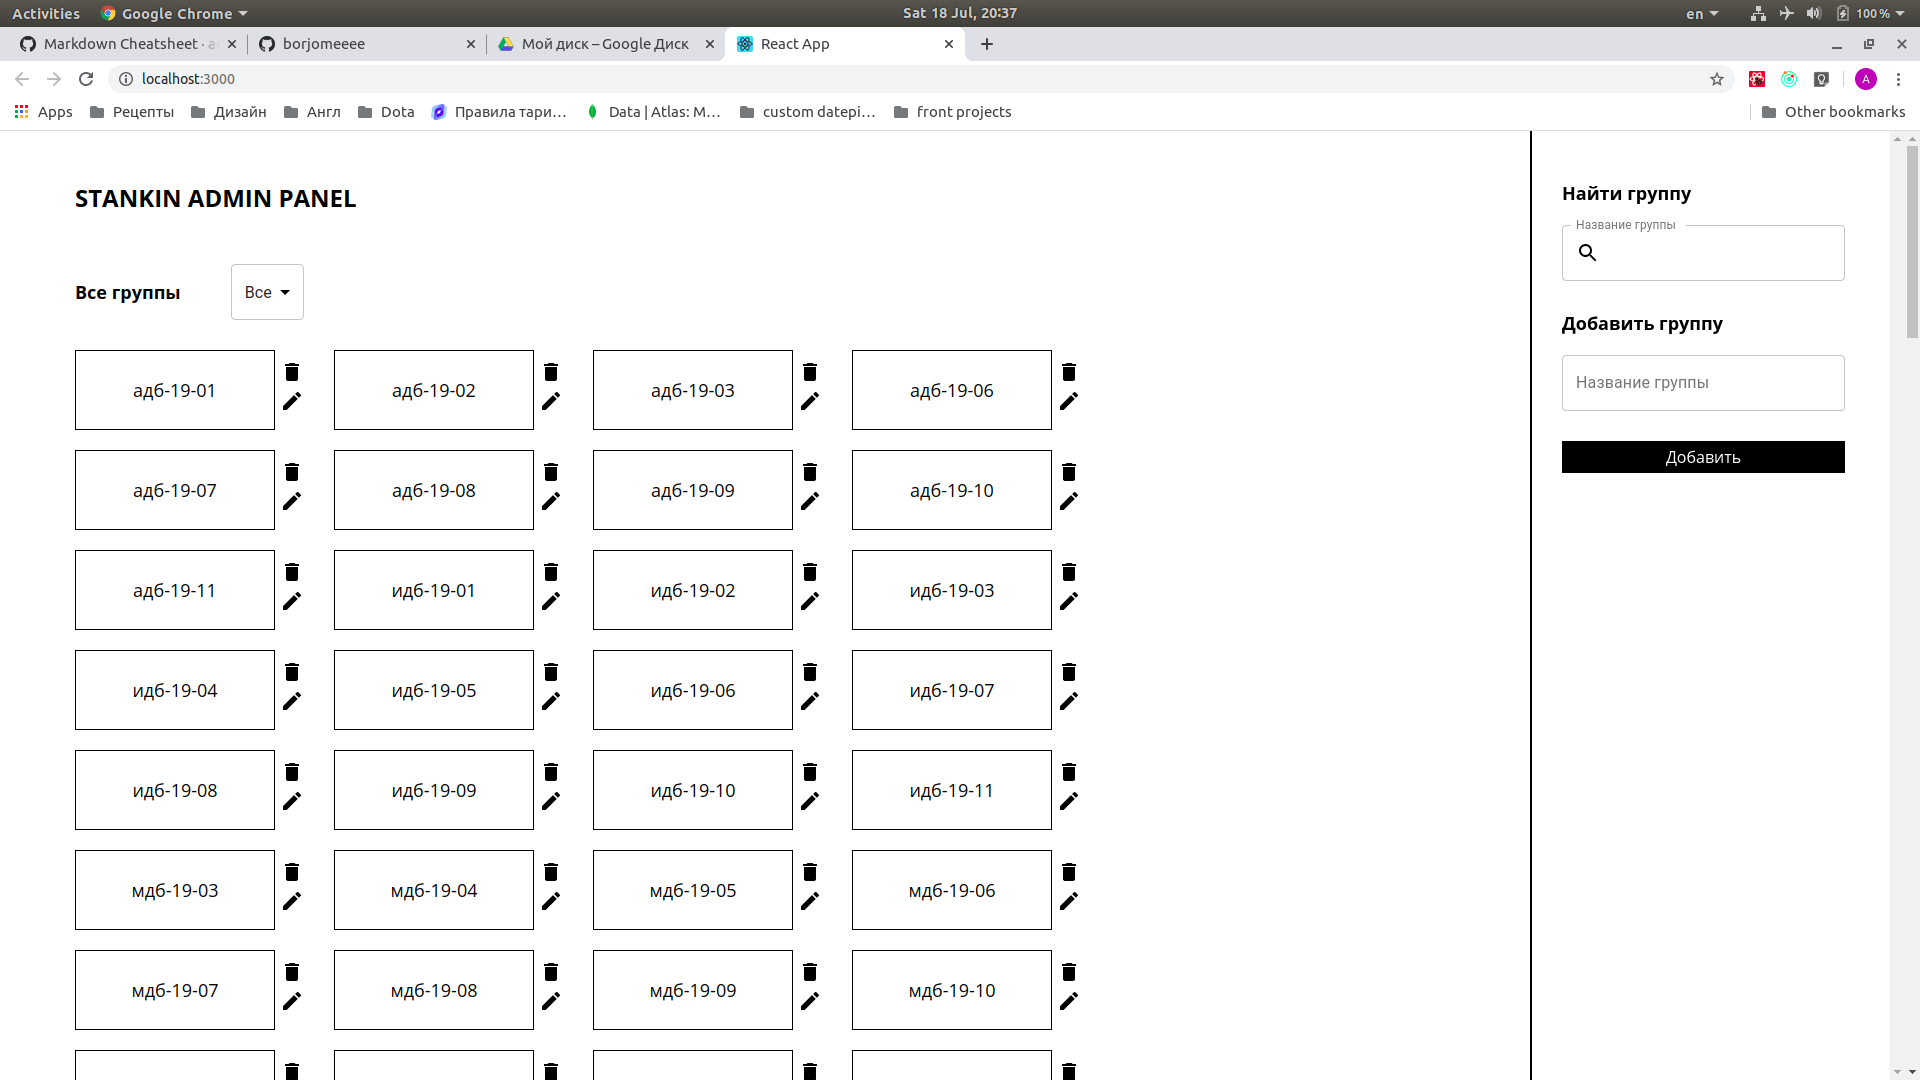 Activities Google Chrome Sat 18 Jul, 20:37 en 100 %
Markdown Cheatsheet · borjomeeee Мой диск – Google Диск React App
localhost:3000 A
Apps Рецепты Дизайн Англ Dota Правила тари... Data | Atlas: M... custom datepi... front projects Other bookmarks
STANKIN ADMIN PANEL
Все группы Все
адб-19-01 адб-19-02 адб-19-03 адб-19-06
адб-19-07 адб-19-08 адб-19-09 адб-19-10
адб-19-11 идб-19-01 идб-19-02 идб-19-03
идб-19-04 идб-19-05 идб-19-06 идб-19-07
идб-19-08 идб-19-09 идб-19-10 идб-19-11
мдб-19-03 мдб-19-04 мдб-19-05 мдб-19-06
мдб-19-07 мдб-19-08 мдб-19-09 мдб-19-10
Найти группу
Название группы
Добавить группу
Название группы
Добавить